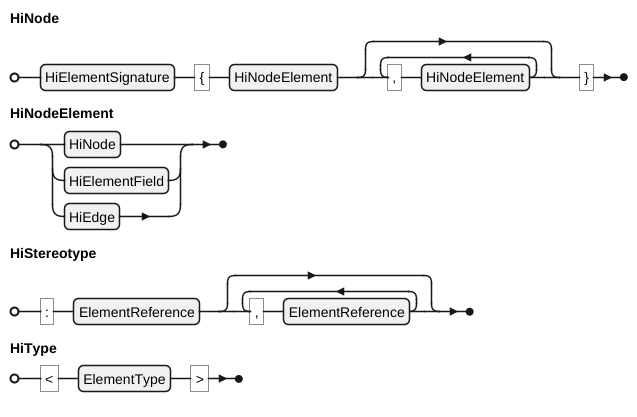 HiNode
HiElementSignature { HiNodeElement , HiNodeElement }
HiNodeElement
HiNode
HiElementField
HiEdge
HiStereotype
: ElementReference , ElementReference
HiType
< ElementType >